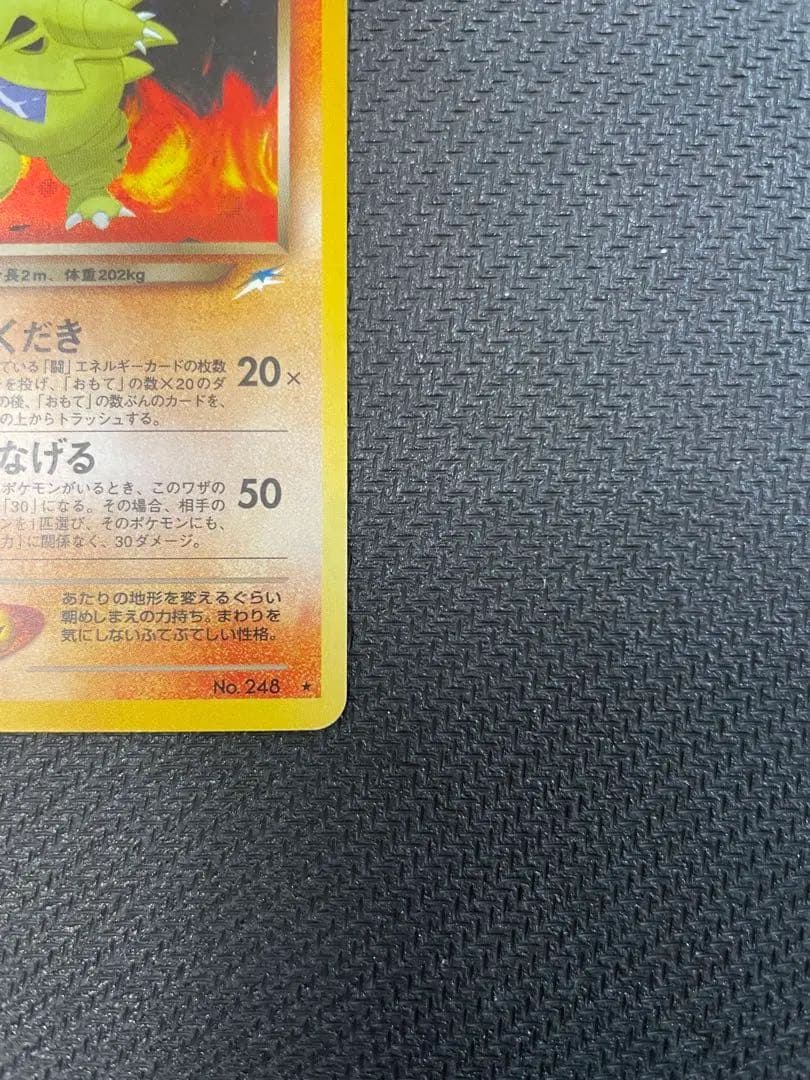 長2m、体重202kg
くだき
ている「闘」エネルギーカードの枚数
を投げ、「おもて」の数×20のダ
の後、「おもて」の数ぶんのカードを、
の上からトラッシュする。
20×
なげる
ポケモンがいるとき、このワザの
「30」になる。その場合、相手の
ンを1匹選び、そのポケモンにも、
力]に関係なく、30ダメージ。
50
あたりの地形を変えるぐらい
朝めしまえの力持ち。まわりを
気にしないふてぶてしい性格。
No. 248 ★